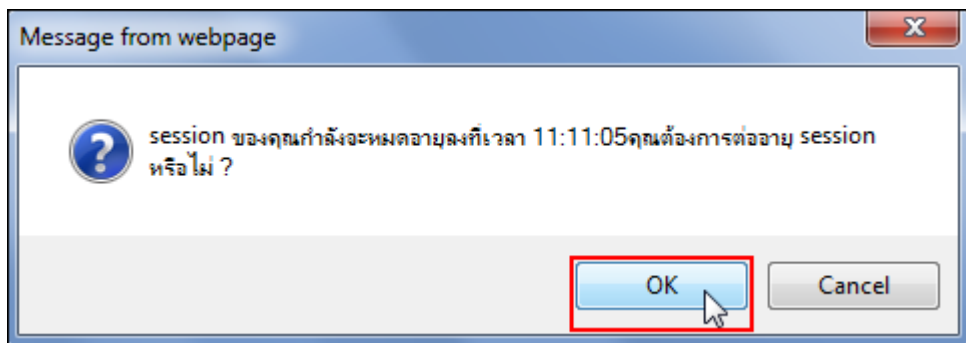 Message from webpage
session ของคุณกำลังจะหมดอายุลงที่เวลา 11:11:05คุณต้องการต่ออายุ session
หรือไม่ ?
OK
Cancel